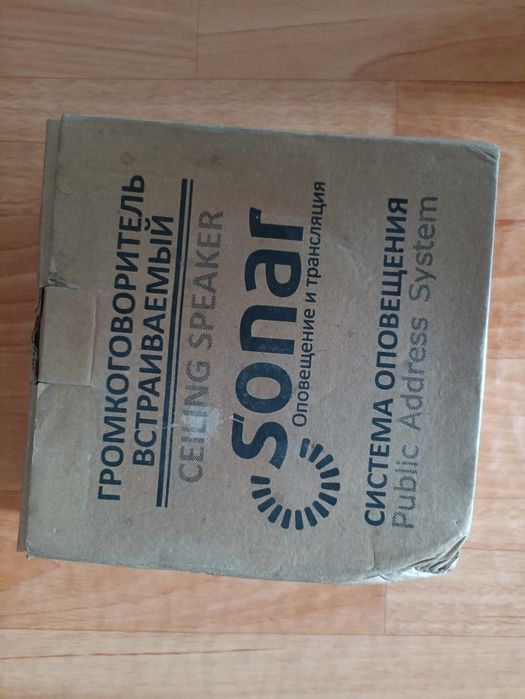 ГРОМКОГОВОРИТЕЛЬ
ВСТРАИВАЕМЫЙ
CEILING SPEAKER
Sonar
Оповещение и трансляция
СИСТЕМА ОПОВЕЩЕНИЯ
Public Address System